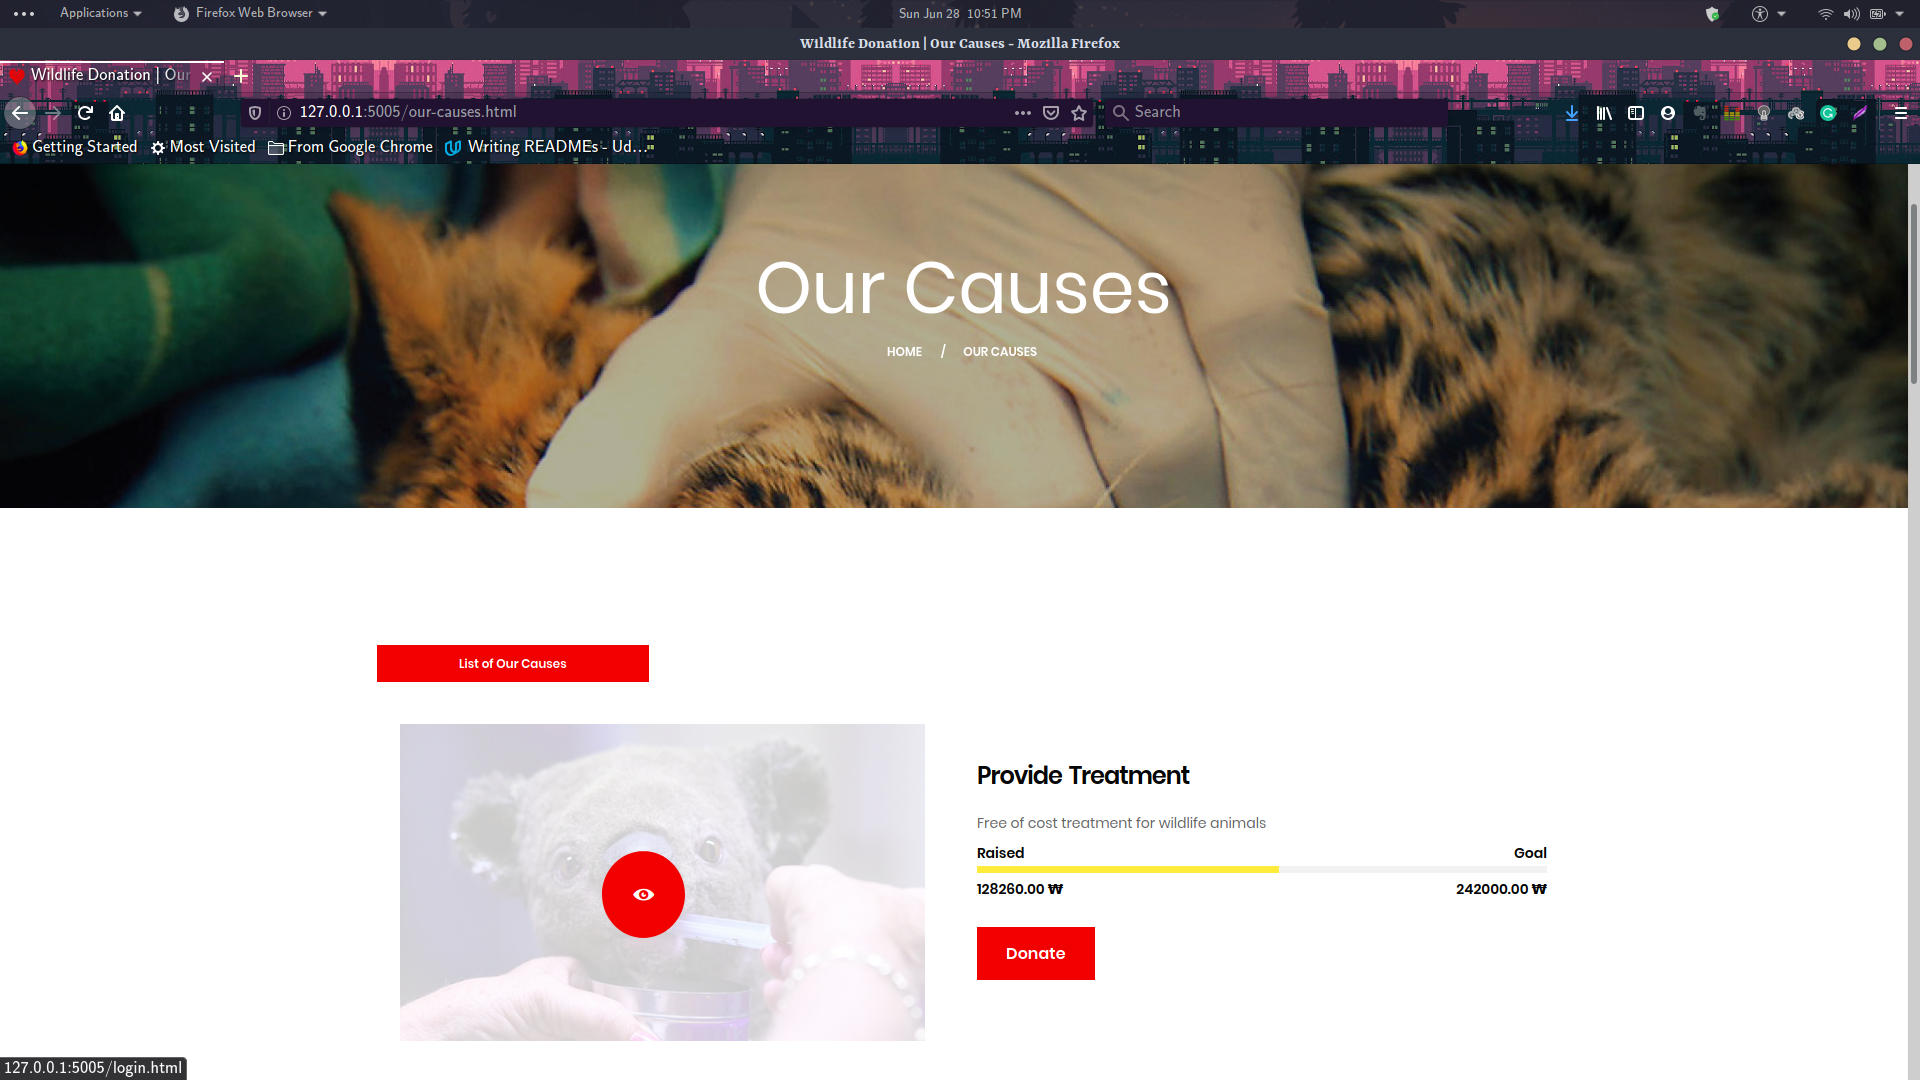 Applications
Firefox Web Browser
Sun Jun 28 10:51 PM
Wildlife Donation | Our Causes - Mozilla Firefox
Wildlife Donation | Our
127.0.0.1:5005/our-causes.html
Search
Getting Started
Most Visited
From Google Chrome
Writing READMEs - Ud...
Our Causes
HOME / OUR CAUSES
List of Our Causes
Provide Treatment
Free of cost treatment for wildlife animals
Raised Goal
128260.00 ₩ 242000.00 ₩
Donate
127.0.0.1:5005/login.html